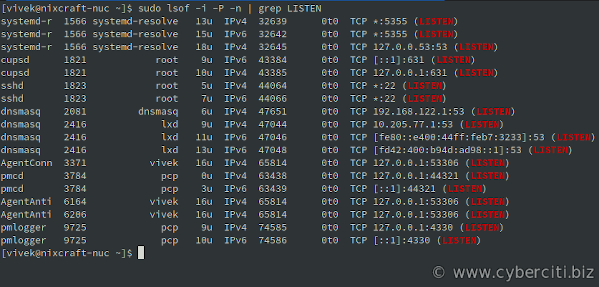 [vivek@nixcraft-nuc ~]$ sudo lsof -i -P -n | grep LISTEN
systemd-r 1566 systemd-resolve 13u IPv4 32639 0t0 TCP *:5355 (LISTEN)
systemd-r 1566 systemd-resolve 15u IPv6 32642 0t0 TCP *:5355 (LISTEN)
systemd-r 1566 systemd-resolve 18u IPv4 32645 0t0 TCP 127.0.0.53:53 (LISTEN)
cupsd 1821 root 9u IPv6 43384 0t0 TCP [::1]:631 (LISTEN)
cupsd 1821 root 10u IPv4 43385 0t0 TCP 127.0.0.1:631 (LISTEN)
sshd 1823 root 5u IPv4 44064 0t0 TCP *:22 (LISTEN)
sshd 1823 root 7u IPv6 44066 0t0 TCP *:22 (LISTEN)
dnsmasq 2081 dnsmasq 6u IPv4 47651 0t0 TCP 192.168.122.1:53 (LISTEN)
dnsmasq 2416 lxd 9u IPv4 47044 0t0 TCP 10.205.77.1:53 (LISTEN)
dnsmasq 2416 lxd 11u IPv6 47046 0t0 TCP [fe80::e400:44ff:feb7:3233]:53 (LISTEN)
dnsmasq 2416 lxd 13u IPv6 47048 0t0 TCP [fd42:400:b94d:ad98::1]:53 (LISTEN)
AgentConn 3371 vivek 16u IPv4 65814 0t0 TCP 127.0.0.1:53306 (LISTEN)
pmcd 3784 pcp 0u IPv4 63438 0t0 TCP 127.0.0.1:44321 (LISTEN)
pmcd 3784 pcp 3u IPv6 63439 0t0 TCP [::1]:44321 (LISTEN)
AgentAnti 6164 vivek 16u IPv4 65814 0t0 TCP 127.0.0.1:53306 (LISTEN)
AgentAnti 6206 vivek 16u IPv4 65814 0t0 TCP 127.0.0.1:53306 (LISTEN)
pmlogger 9725 pcp 9u IPv4 74585 0t0 TCP 127.0.0.1:4330 (LISTEN)
pmlogger 9725 pcp 10u IPv6 74586 0t0 TCP [::1]:4330 (LISTEN)
[vivek@nixcraft-nuc ~]$
© www.cyberciti.biz